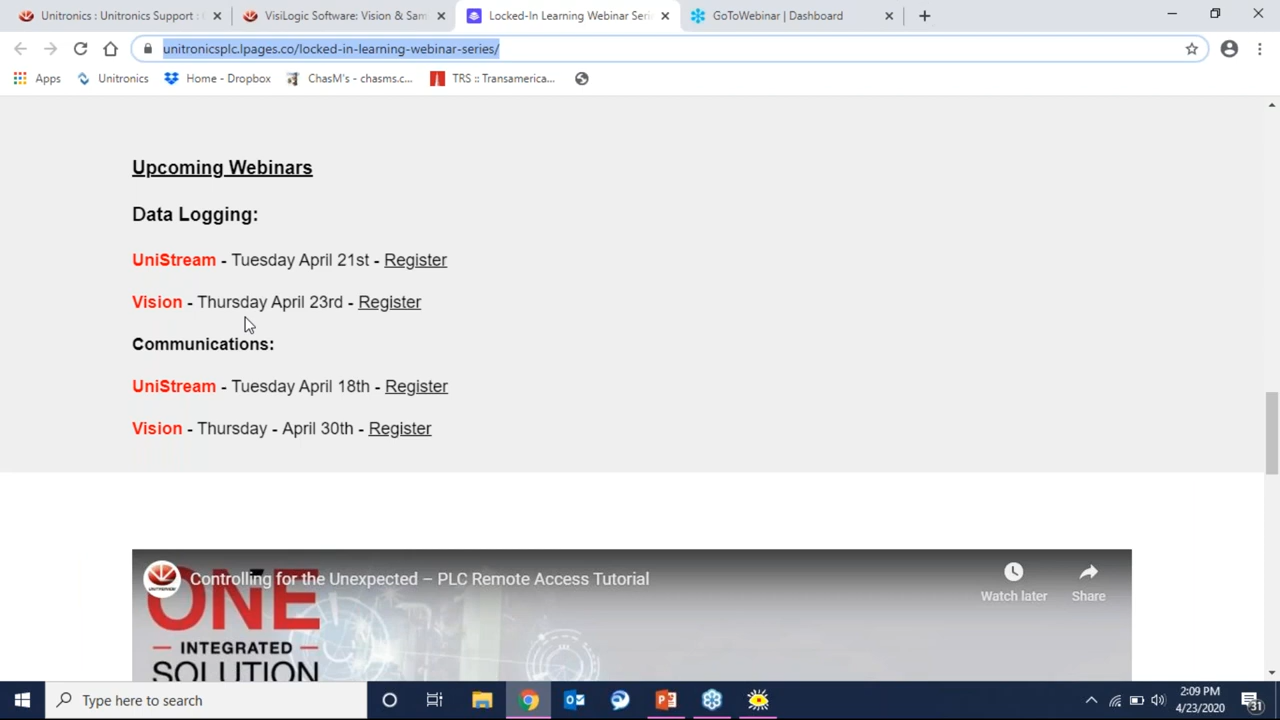 Unitronics : Unitronics Support :
VisiLogic Software: Vision & Sam
Locked-In Learning Webinar Seri
GoToWebinar | Dashboard
unitronicsplc.lpages.co/locked-in-learning-webinar-series/
Apps
Unitronics
Home - Dropbox
ChasM's - chasms.c...
TRS :: Transamerica...
Upcoming Webinars
Data Logging:
UniStream - Tuesday April 21st - Register
Vision - Thursday April 23rd - Register
Communications:
UniStream - Tuesday April 18th - Register
Vision - Thursday - April 30th - Register
Controlling for the Unexpected – PLC Remote Access Tutorial
Watch later
Share
ONE
INTEGRATED
SOLUTION
Type here to search
2:09 PM
4/23/2020
31